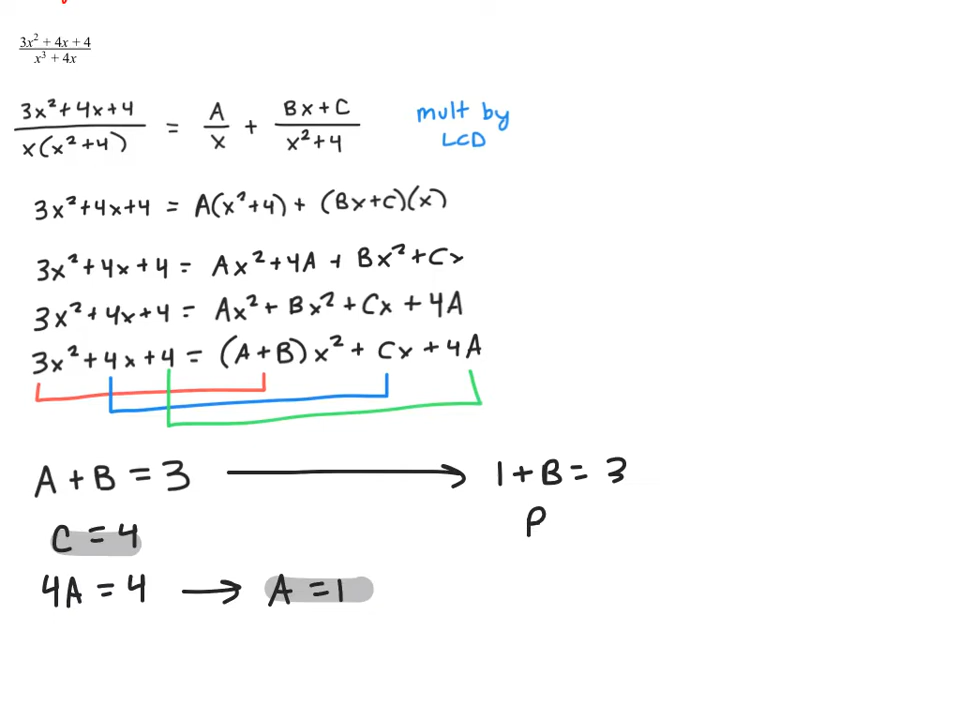 3x² + 4x + 4 / x³ + 4x
3x²+4x+4 / x(x²+4) = A/x + Bx+C / x²+4 mult by LCD
3x²+4x+4 = A(x²+4) + (Bx+C)(x)
3x²+4x+4 = Ax²+4A + Bx²+Cx
3x²+4x+4 = Ax²+Bx²+Cx+4A
3x²+4x+4 = (A+B)x²+Cx+4A
A+B=3 → 1+B=3
C=4
4A=4 → A=1